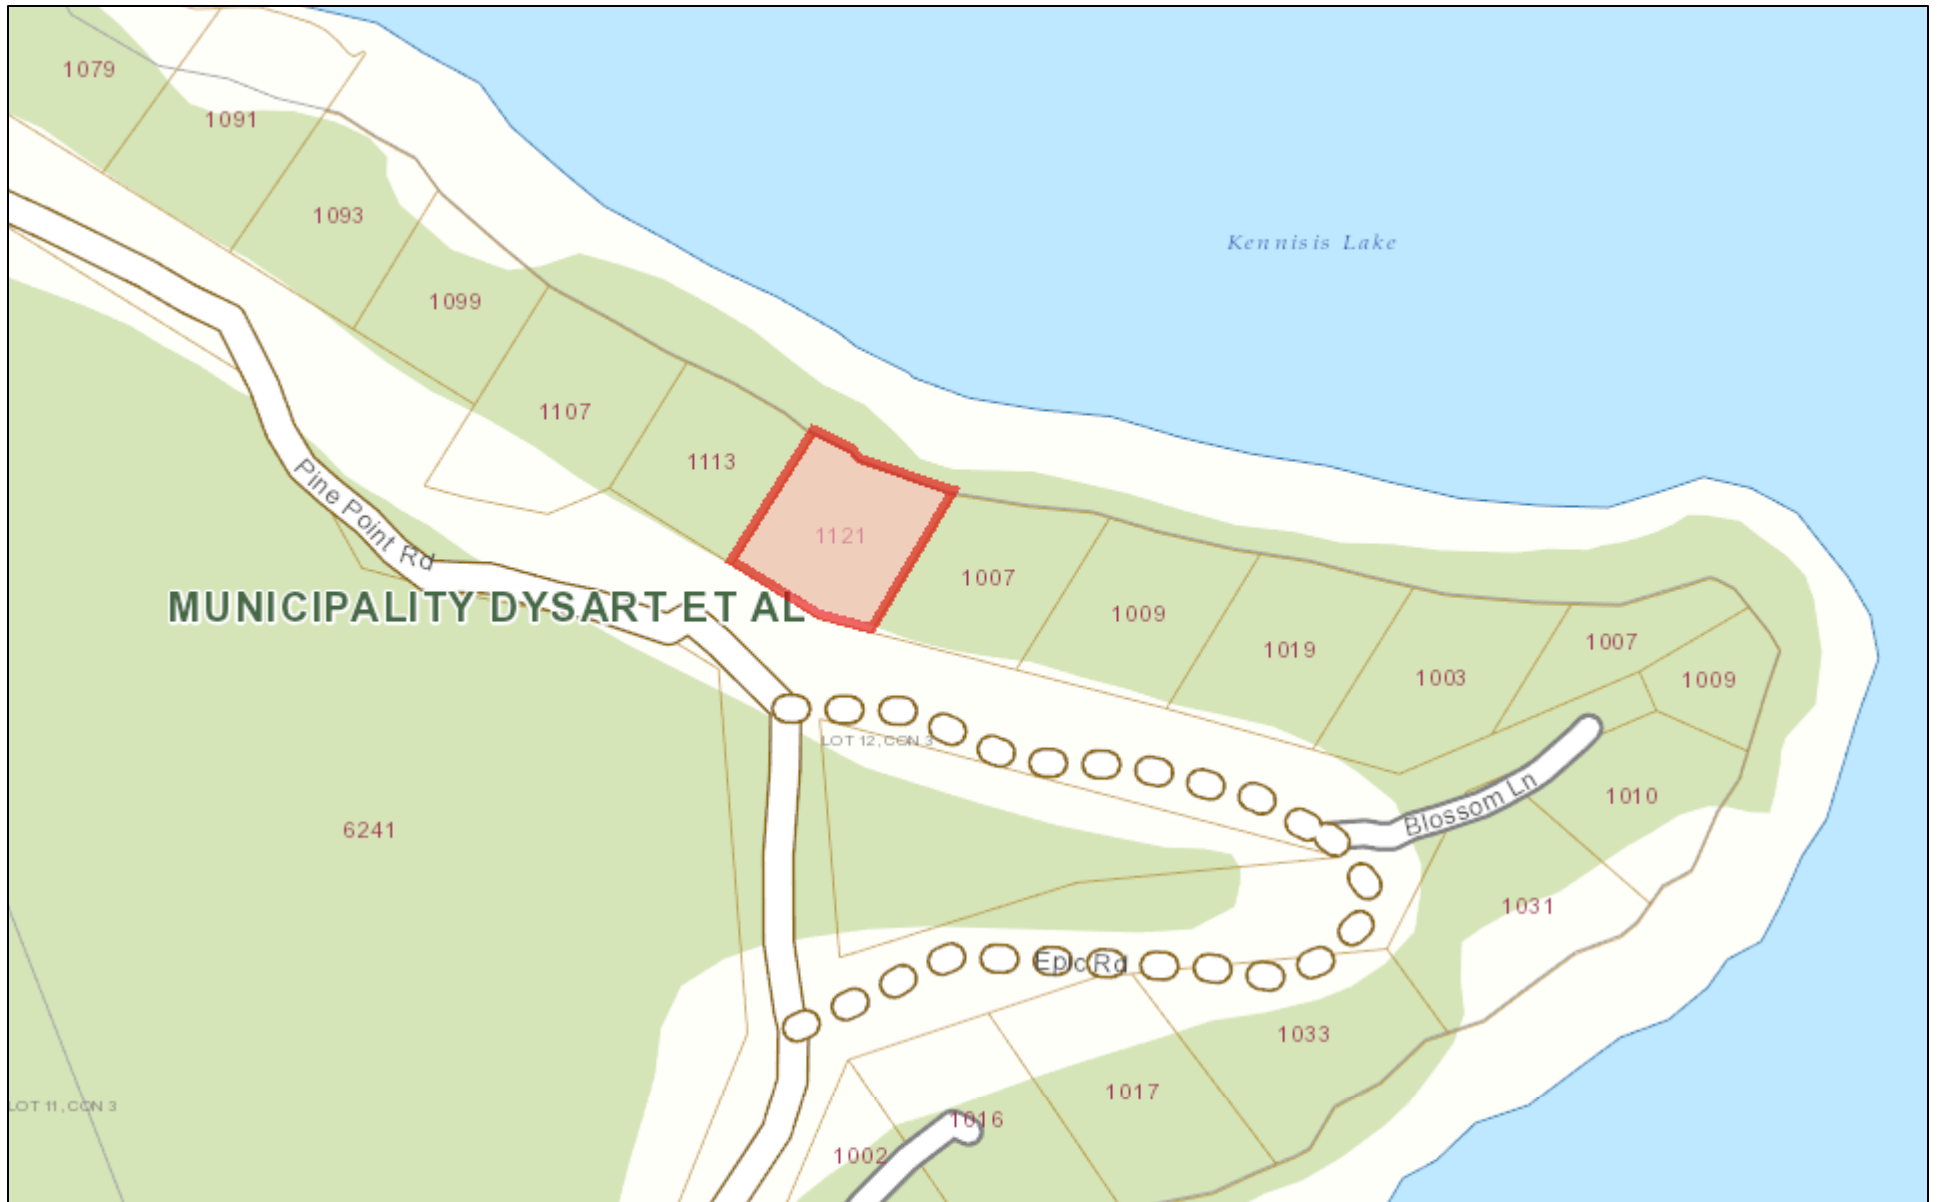 1079
1091
1093
Kennisis Lake
1099
1107
1113
1121
Pine Point Rd
1007
MUNICIPALITY DYSART ET AL
1009
1007
1019
1003
1009
LOT 12, CON 3
Blossom Ln
1010
6241
1031
Epic Rd
1033
1017
LOT 11, CON 3
1016
1002